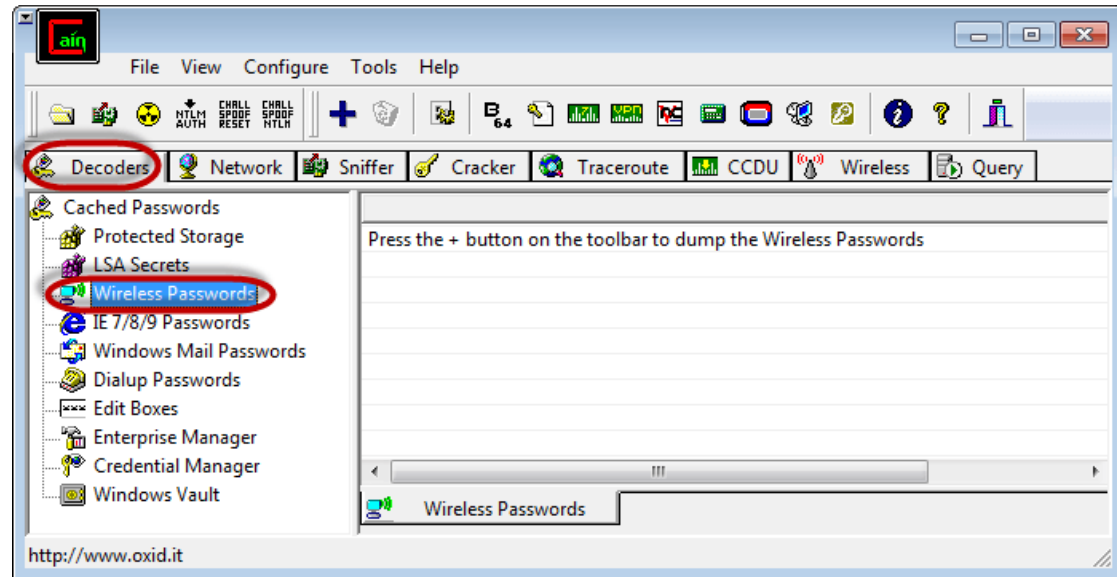 Cain
File View Configure Tools Help
NTLM AUTH CHALL SPOOF RESET CHALL SPOOF NTLM B64
Decoders Network Sniffer Cracker Traceroute CCDU Wireless Query
Cached Passwords
Protected Storage
Press the + button on the toolbar to dump the Wireless Passwords
LSA Secrets
Wireless Passwords
IE 7/8/9 Passwords
Windows Mail Passwords
Dialup Passwords
Edit Boxes
Enterprise Manager
Credential Manager
Windows Vault
Wireless Passwords
http://www.oxid.it